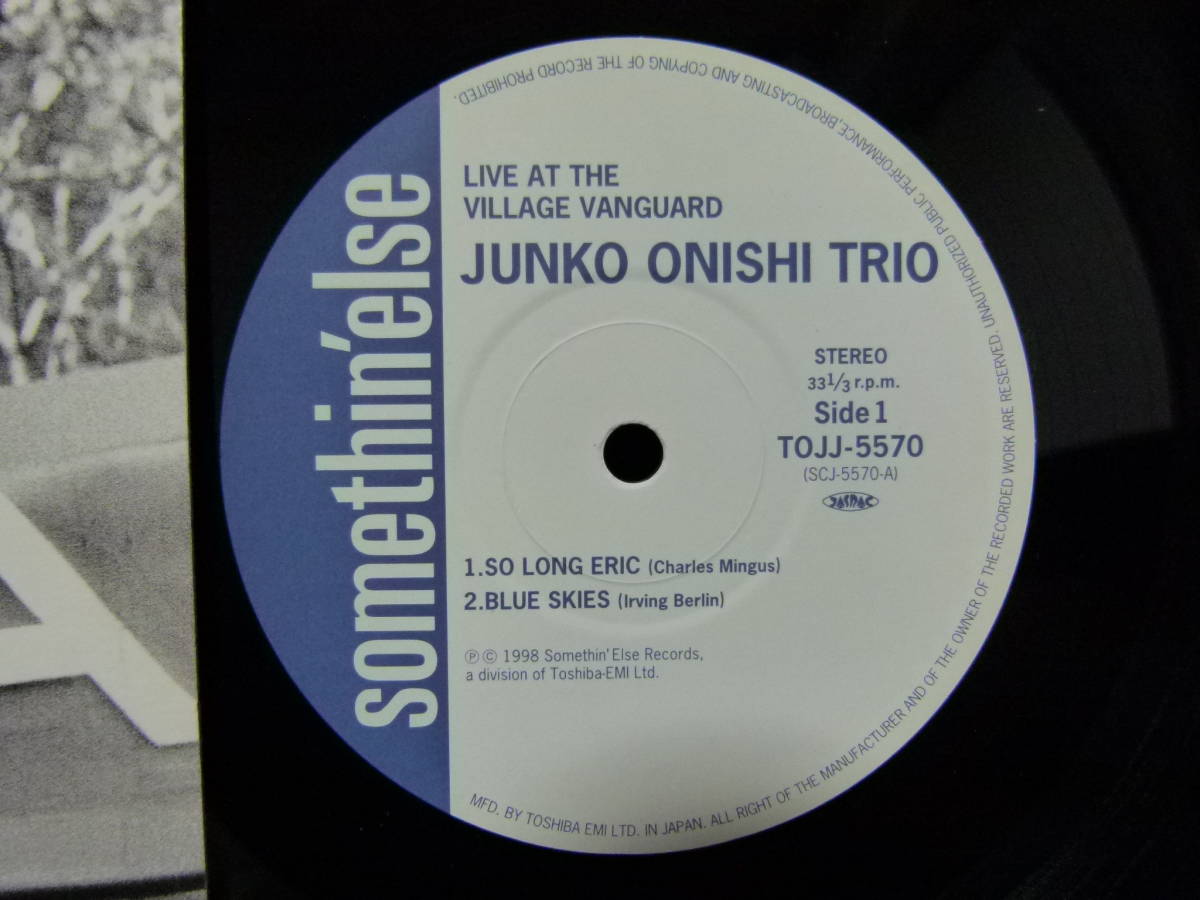 somethin'else
LIVE AT THE
VILLAGE VANGUARD
JUNKO ONISHI TRIO
STEREO
33 1/3 r.p.m.
Side 1
TOJJ-5570
(SCJ-5570-A)
JASRAC
1.SO LONG ERIC (Charles Mingus)
2.BLUE SKIES (Irving Berlin)
℗ © 1998 Somethin' Else Records,
a division of Toshiba-EMI Ltd.
MFD. BY TOSHIBA EMI LTD. IN JAPAN. ALL RIGHT OF THE MANUFACTURER AND OF THE OWNER OF THE RECORDED WORK ARE RESERVED. UNAUTHORIZED PUBLIC PERFORMANCE,BROADCASTING AND COPYING OF THE RECORD PROHIBITED.